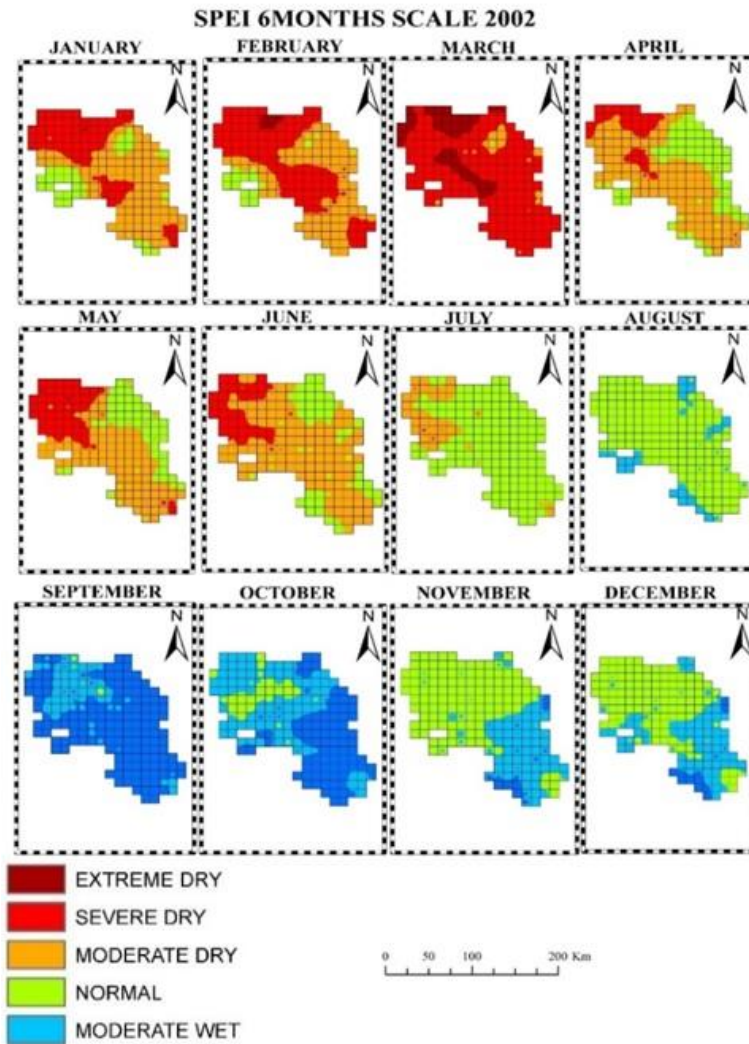 SPEI 6MONTHS SCALE 2002
JANUARY FEBRUARY MARCH APRIL
N N N N
MAY JUNE JULY AUGUST
N N N N
SEPTEMBER OCTOBER NOVEMBER DECEMBER
N N N N
EXTREME DRY
SEVERE DRY
MODERATE DRY
NORMAL
MODERATE WET
0 50 100 200 Km